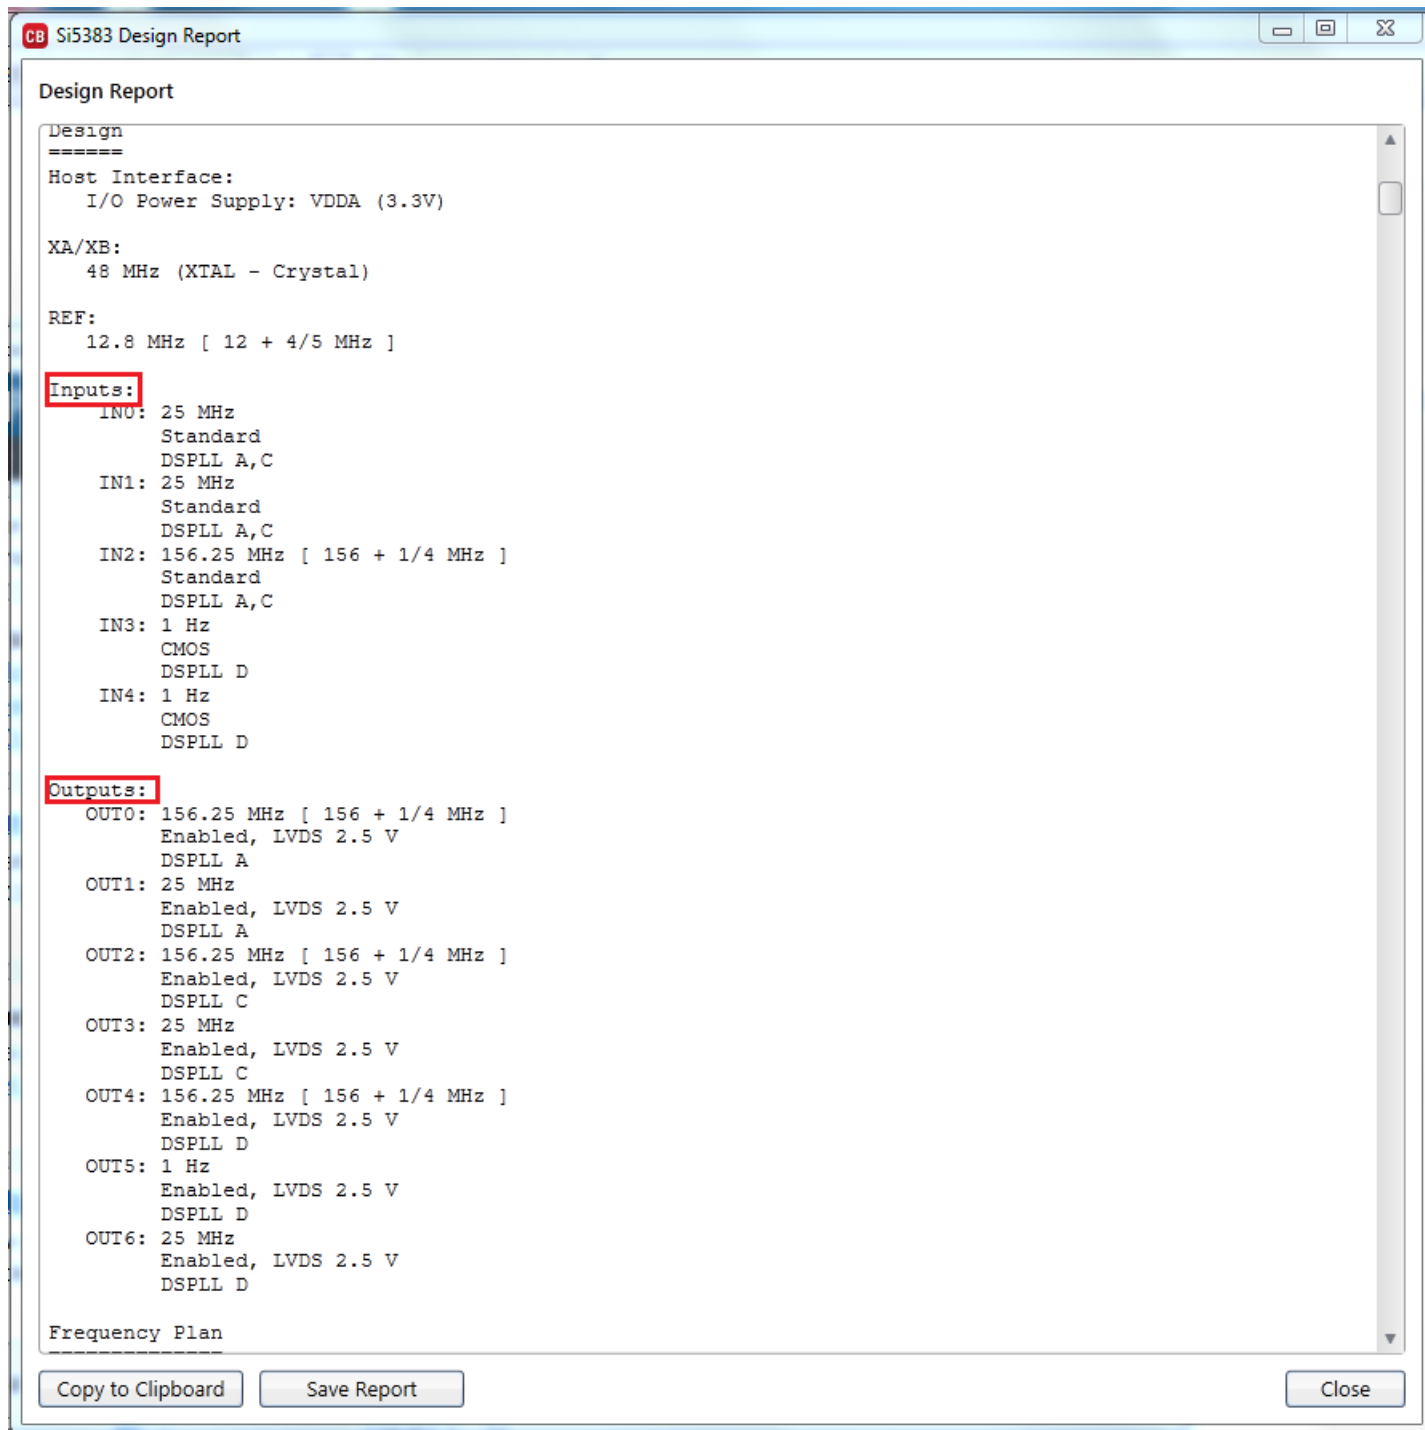 CB Si5383 Design Report
Design Report
Design
======
Host Interface:
I/O Power Supply: VDDA (3.3V)
XA/XB:
48 MHz (XTAL - Crystal)
REF:
12.8 MHz [ 12 + 4/5 MHz ]
Inputs:
IN0: 25 MHz
Standard
DSPLL A,C
IN1: 25 MHz
Standard
DSPLL A,C
IN2: 156.25 MHz [ 156 + 1/4 MHz ]
Standard
DSPLL A,C
IN3: 1 Hz
CMOS
DSPLL D
IN4: 1 Hz
CMOS
DSPLL D
Outputs:
OUT0: 156.25 MHz [ 156 + 1/4 MHz ]
Enabled, LVDS 2.5 V
DSPLL A
OUT1: 25 MHz
Enabled, LVDS 2.5 V
DSPLL A
OUT2: 156.25 MHz [ 156 + 1/4 MHz ]
Enabled, LVDS 2.5 V
DSPLL C
OUT3: 25 MHz
Enabled, LVDS 2.5 V
DSPLL C
OUT4: 156.25 MHz [ 156 + 1/4 MHz ]
Enabled, LVDS 2.5 V
DSPLL D
OUT5: 1 Hz
Enabled, LVDS 2.5 V
DSPLL D
OUT6: 25 MHz
Enabled, LVDS 2.5 V
DSPLL D
Frequency Plan
==============
Copy to Clipboard Save Report Close